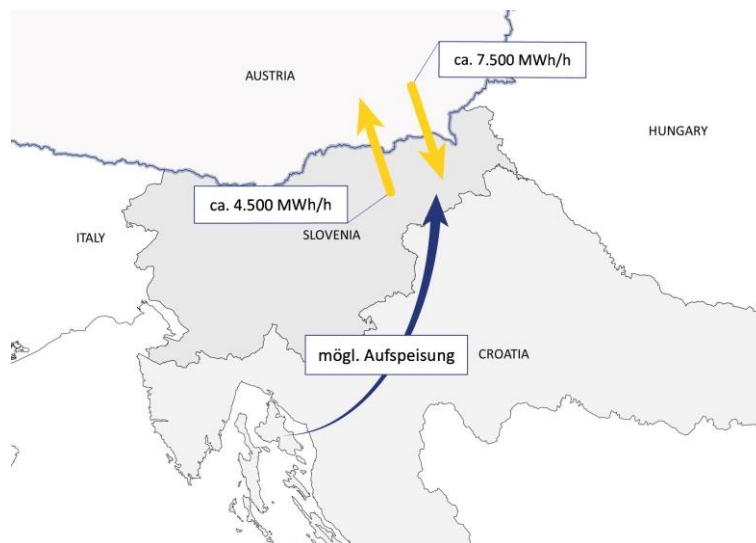 ca. 7.500 MWh/h
AUSTRIA
HUNGARY
ca. 4.500 MWh/h
ITALY
SLOVENIA
mögl. Aufspeisung
CROATIA